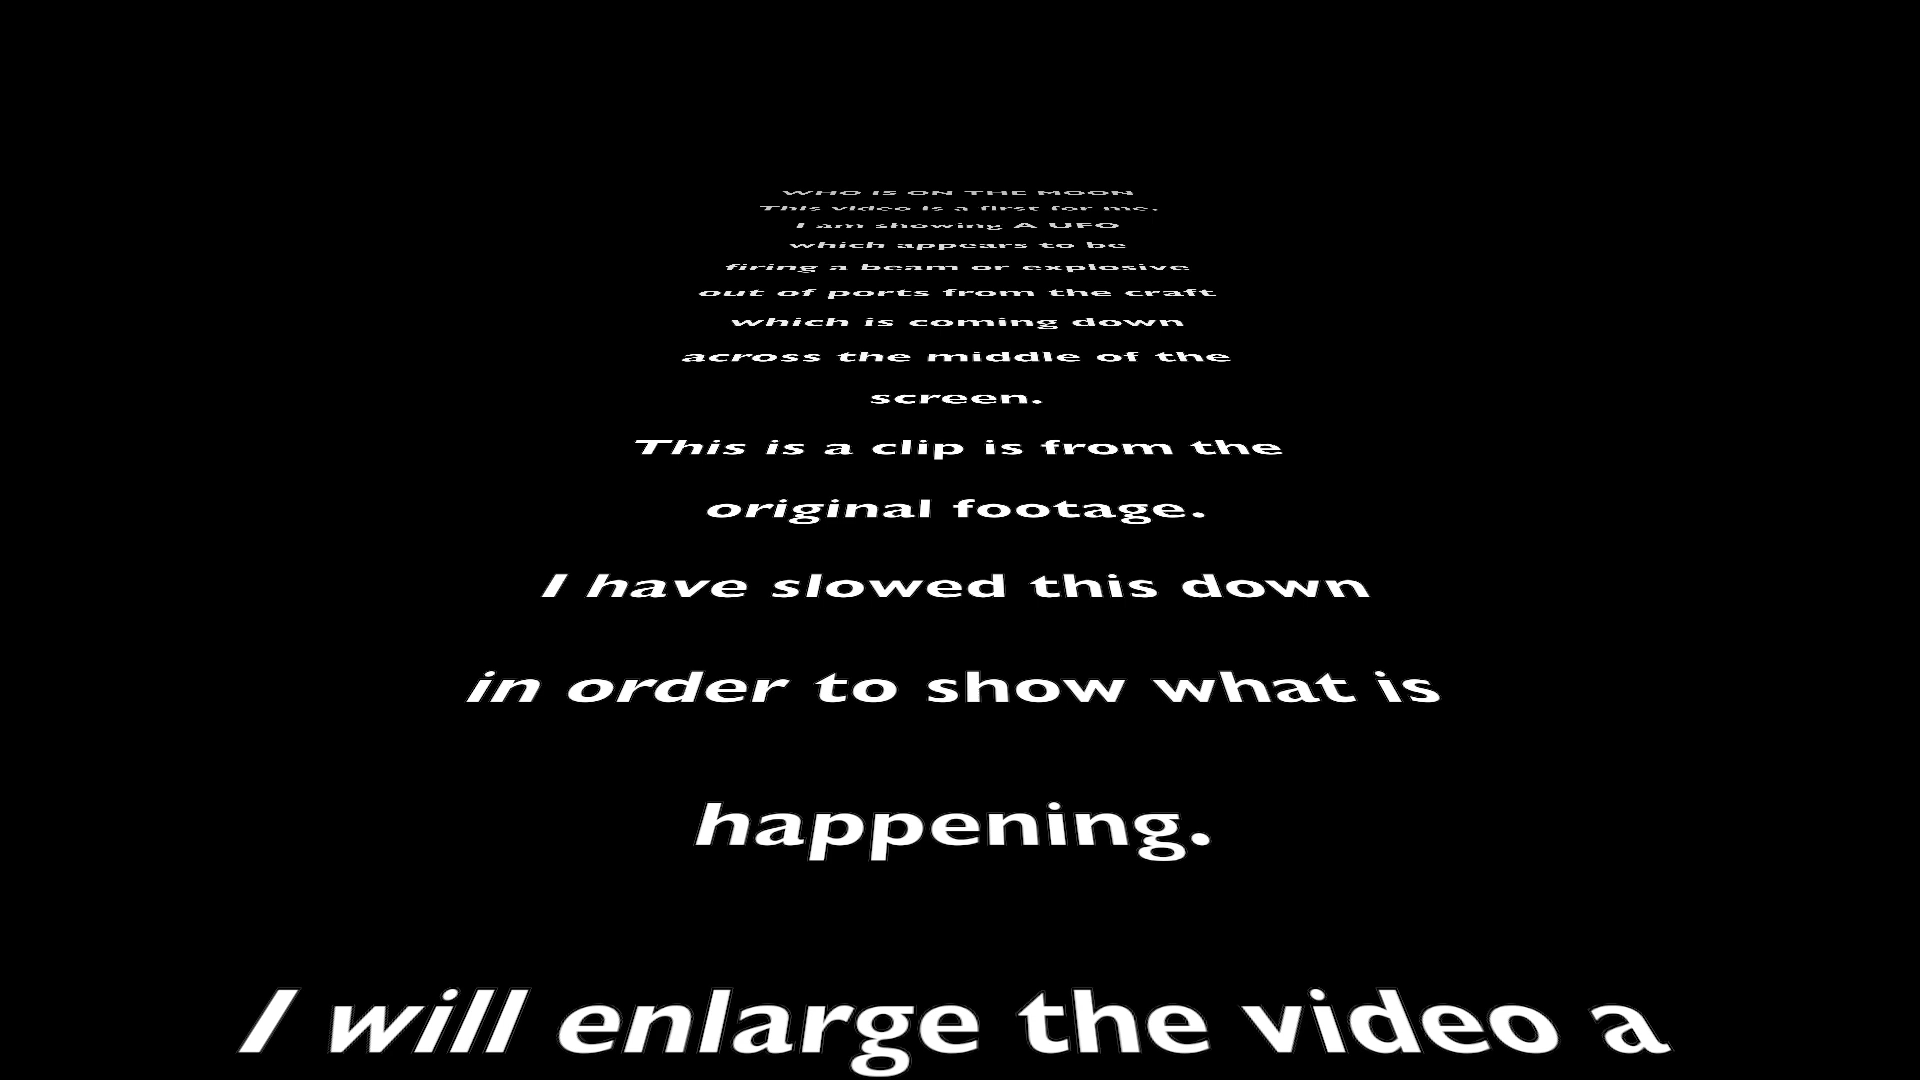 WHO IS ON THE MOON
This video is a first for me.
I am showing A UFO
which appears to be
firing a beam or explosive
out of ports from the craft
which is coming down
across the middle of the
screen.
This is a clip is from the
original footage.
I have slowed this down
in order to show what is
happening.
I will enlarge the video a